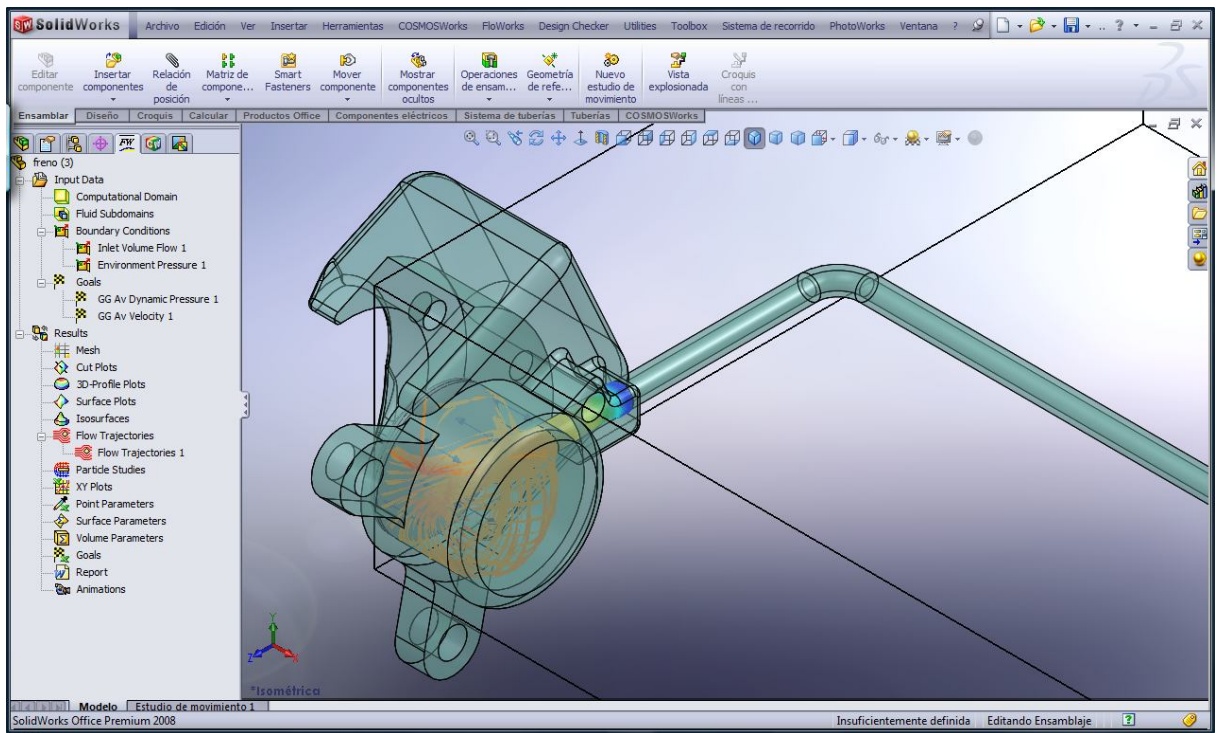 SolidWorks Archivo Edición Ver Insertar Herramientas COSMOSWorks FloWorks Design Checker Utilities Toolbox Sistema de recorrido PhotoWorks Ventana ?
Editar componente
Insertar componentes
Relación de posición
Matriz de compone...
Smart Fasteners
Mover componente
Mostrar componentes ocultos
Operaciones de ensam...
Geometría de refe...
Nuevo estudio de movimiento
Vista explosionada
Croquis con líneas ...
Ensamblar Diseño Croquis Calcular Productos Office Componentes eléctricos Sistema de tuberías Tuberías COSMOSWorks
freno (3)
Input Data
Computational Domain
Fluid Subdomains
Boundary Conditions
Inlet Volume Flow 1
Environment Pressure 1
Goals
GG Av Dynamic Pressure 1
GG Av Velocity 1
Results
Mesh
Cut Plots
3D-Profile Plots
Surface Plots
Isosurfaces
Flow Trajectories
Flow Trajectories 1
Particle Studies
XY Plots
Point Parameters
Surface Parameters
Volume Parameters
Goals
Report
Animations
Y
Z
X
*Isométrica
Modelo Estudio de movimiento 1
SolidWorks Office Premium 2008 Insuficientemente definida Editando Ensamblaje